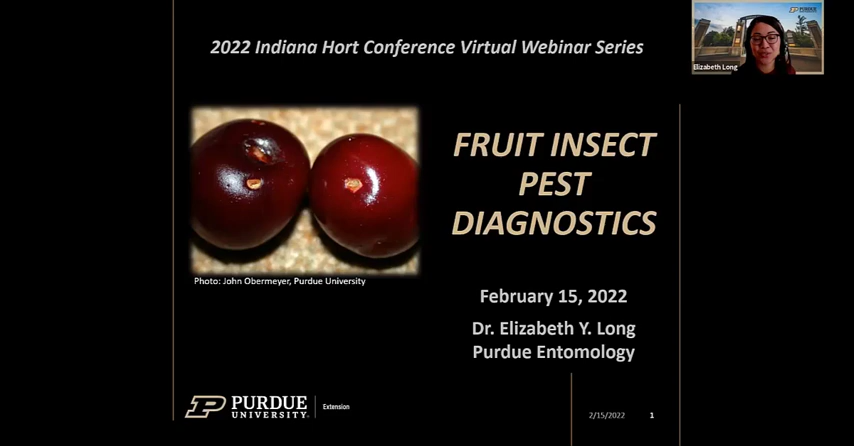 2022 Indiana Hort Conference Virtual Webinar Series
PURDUE
Elizabeth Long
FRUIT INSECT
PEST
DIAGNOSTICS
Photo: John Obermeyer, Purdue University
February 15, 2022
Dr. Elizabeth Y. Long
Purdue Entomology
P PURDUE
UNIVERSITY
Extension
2/15/2022
1